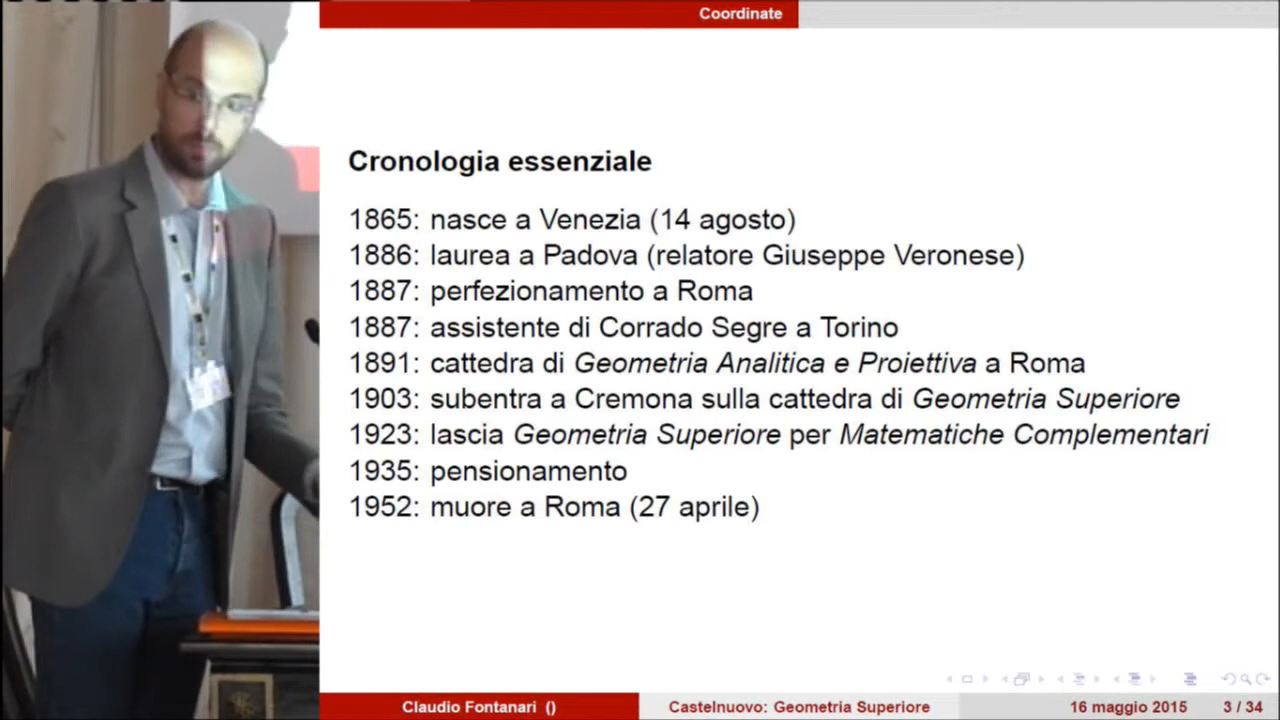 Coordinate
Cronologia essenziale
1865: nasce a Venezia (14 agosto)
1886: laurea a Padova (relatore Giuseppe Veronese)
1887: perfezionamento a Roma
1887: assistente di Corrado Segre a Torino
1891: cattedra di Geometria Analitica e Proiettiva a Roma
1903: subentra a Cremona sulla cattedra di Geometria Superiore
1923: lascia Geometria Superiore per Matematiche Complementari
1935: pensionamento
1952: muore a Roma (27 aprile)
Claudio Fontanari () Castelnuovo: Geometria Superiore 16 maggio 2015 3 / 34